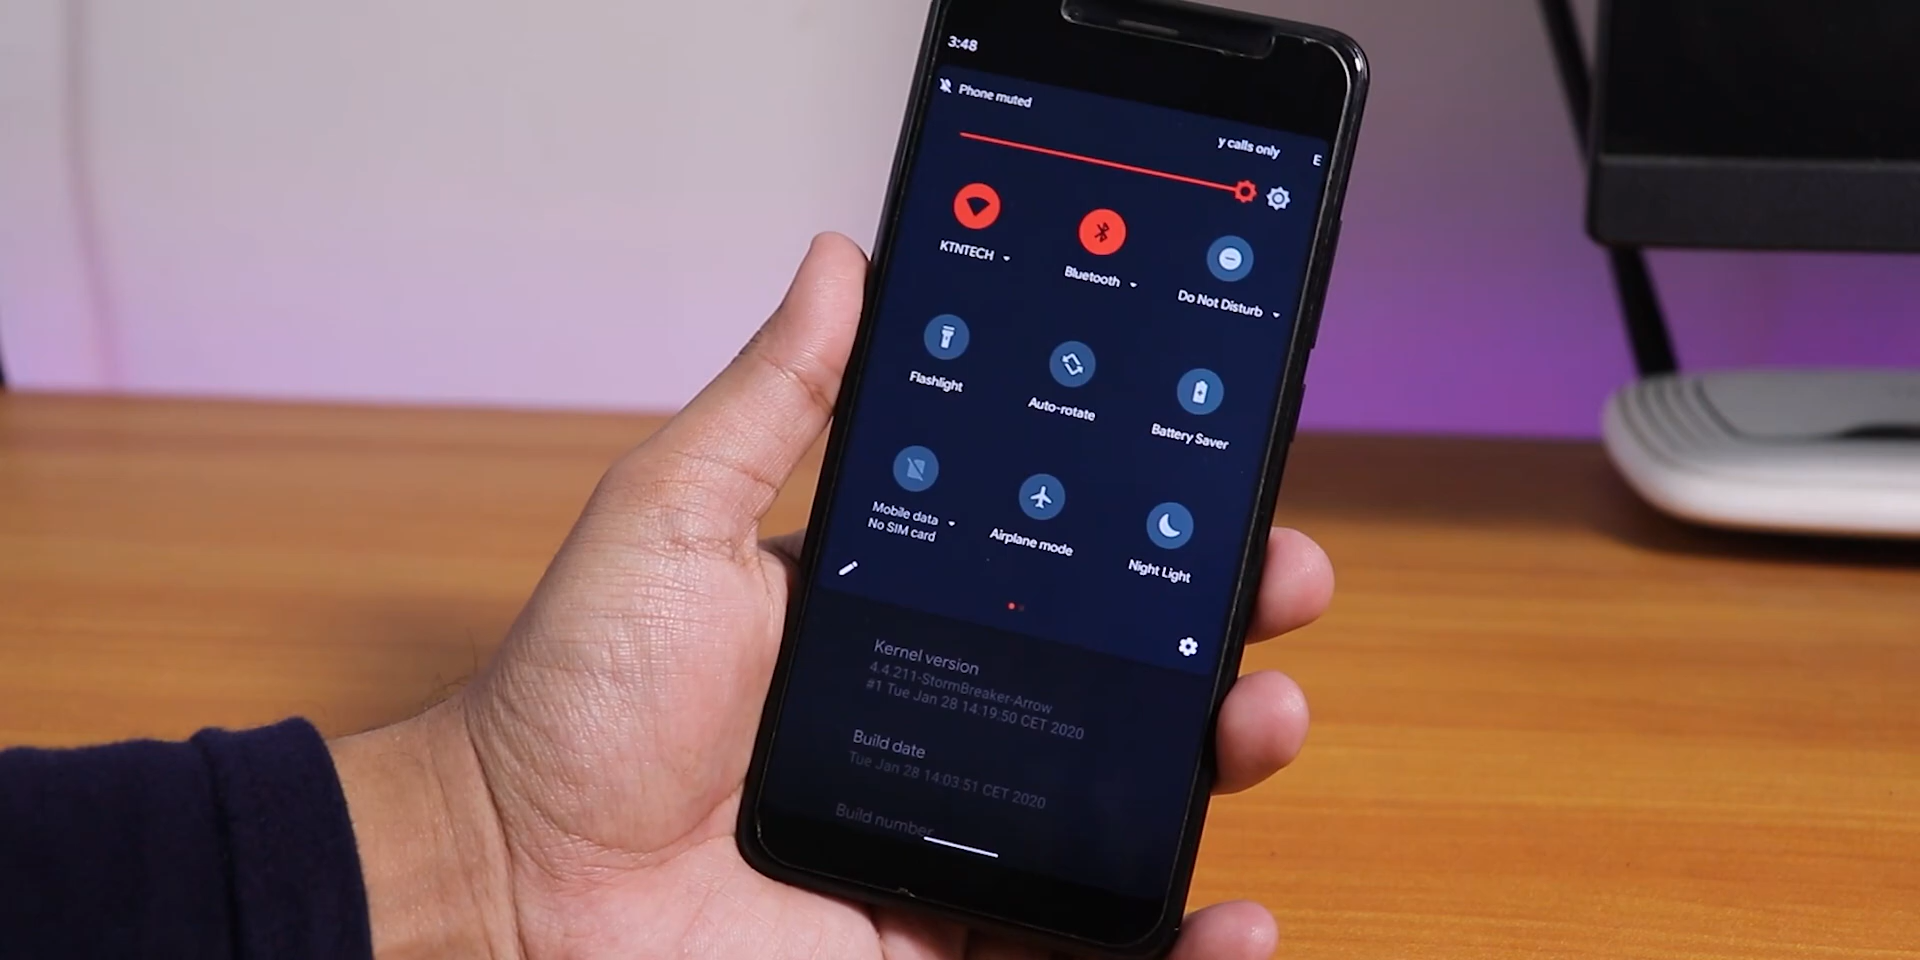 3:48
Phone muted
y calls only E
KTNTECH
Bluetooth
Do Not Disturb
Flashlight
Auto-rotate
Battery Saver
Mobile data
No SIM card
Airplane mode
Night Light
Kernel version
4.4.211-StormBreaker-Arrow
#1 Tue Jan 28 14:19:50 CET 2020
Build date
Tue Jan 28 14:03:51 CET 2020
Build number